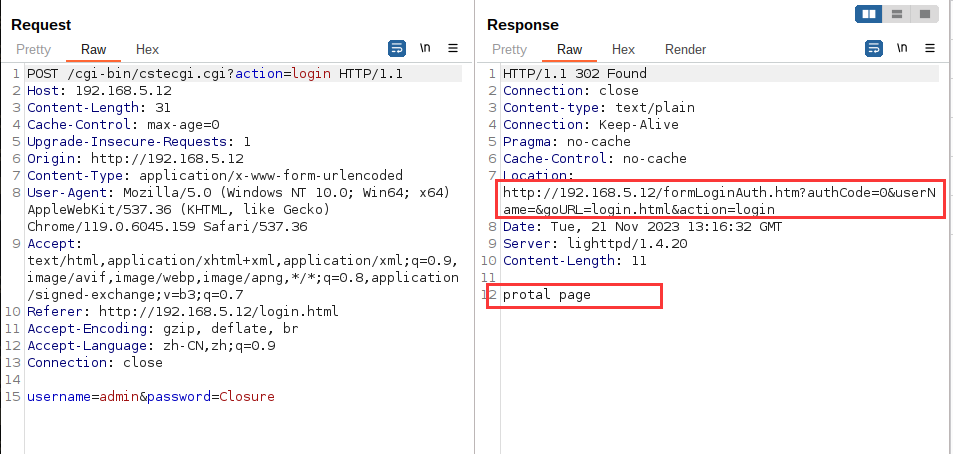 Request
Pretty Raw Hex
\n
1 POST /cgi-bin/cstecgi.cgi?action=login HTTP/1.1
2 Host: 192.168.5.12
3 Content-Length: 31
4 Cache-Control: max-age=0
5 Upgrade-Insecure-Requests: 1
6 Origin: http://192.168.5.12
7 Content-Type: application/x-www-form-urlencoded
8 User-Agent: Mozilla/5.0 (Windows NT 10.0; Win64; x64)
AppleWebKit/537.36 (KHTML, like Gecko)
Chrome/119.0.6045.159 Safari/537.36
9 Accept:
text/html,application/xhtml+xml,application/xml;q=0.9,
image/avif,image/webp,image/apng,*/*;q=0.8,application
/signed-exchange;v=b3;q=0.7
10 Referer: http://192.168.5.12/login.html
11 Accept-Encoding: gzip, deflate, br
12 Accept-Language: zh-CN,zh;q=0.9
13 Connection: close
14
15 username=admin&password=Closure
Response
Pretty Raw Hex Render
\n
1 HTTP/1.1 302 Found
2 Connection: close
3 Content-type: text/plain
4 Connection: Keep-Alive
5 Pragma: no-cache
6 Cache-Control: no-cache
7 Location:
http://192.168.5.12/formLoginAuth.htm?authCode=0&userN
ame=&goURL=login.html&action=login
8 Date: Tue, 21 Nov 2023 13:16:32 GMT
9 Server: lighttpd/1.4.20
10 Content-Length: 11
11
12 protal page